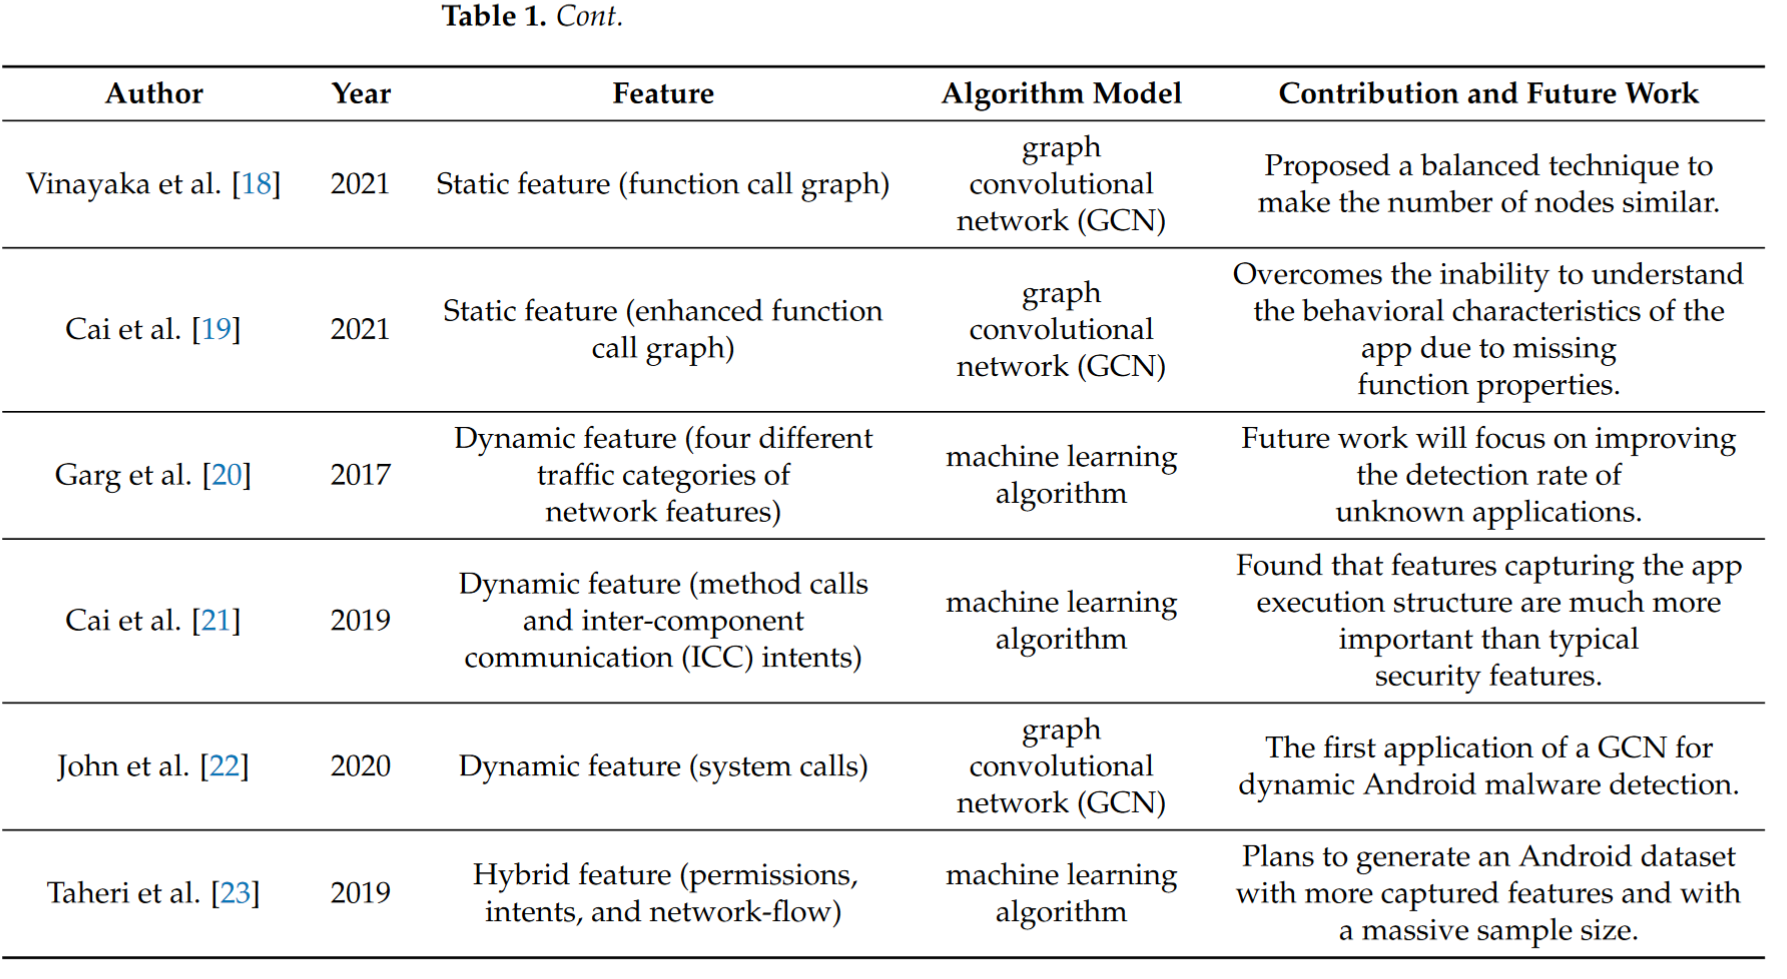 Table 1. Cont.
Author Year Feature Algorithm Model Contribution and Future Work
Vinayaka et al. [18] 2021 Static feature (function call graph)
graph
convolutional
network (GCN)
Proposed a balanced technique to
make the number of nodes similar.
Cai et al. [19] 2021
Static feature (enhanced function
call graph)
graph
convolutional
network (GCN)
Overcomes the inability to understand
the behavioral characteristics of the
app due to missing
function properties.
Garg et al. [20] 2017
Dynamic feature (four different
traffic categories of
network features)
machine learning
algorithm
Future work will focus on improving
the detection rate of
unknown applications.
Cai et al. [21] 2019
Dynamic feature (method calls
and inter-component
communication (ICC) intents)
machine learning
algorithm
Found that features capturing the app
execution structure are much more
important than typical
security features.
John et al. [22] 2020 Dynamic feature (system calls)
graph
convolutional
network (GCN)
The first application of a GCN for
dynamic Android malware detection.
Taheri et al. [23] 2019
Hybrid feature (permissions,
intents, and network-flow)
machine learning
algorithm
Plans to generate an Android dataset
with more captured features and with
a massive sample size.